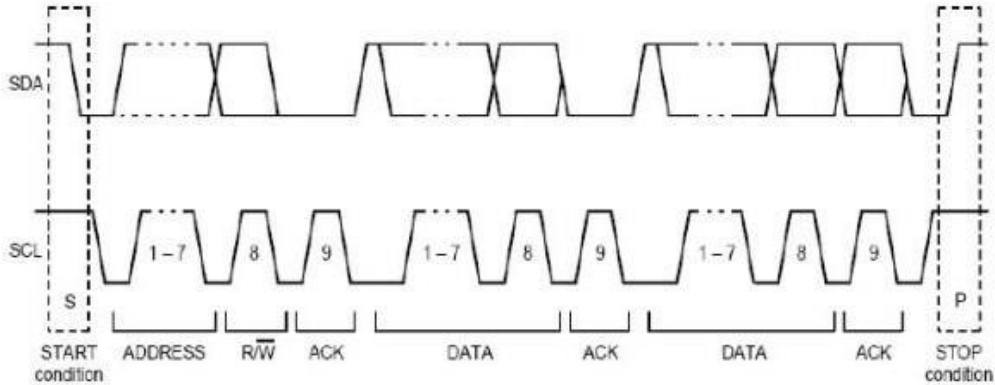 SDA
SCL
1 – 7
8
9
1 – 7
8
9
1 – 7
8
9
S
P
START
condition
ADDRESS
R/W̅
ACK
DATA
ACK
DATA
ACK
STOP
condition